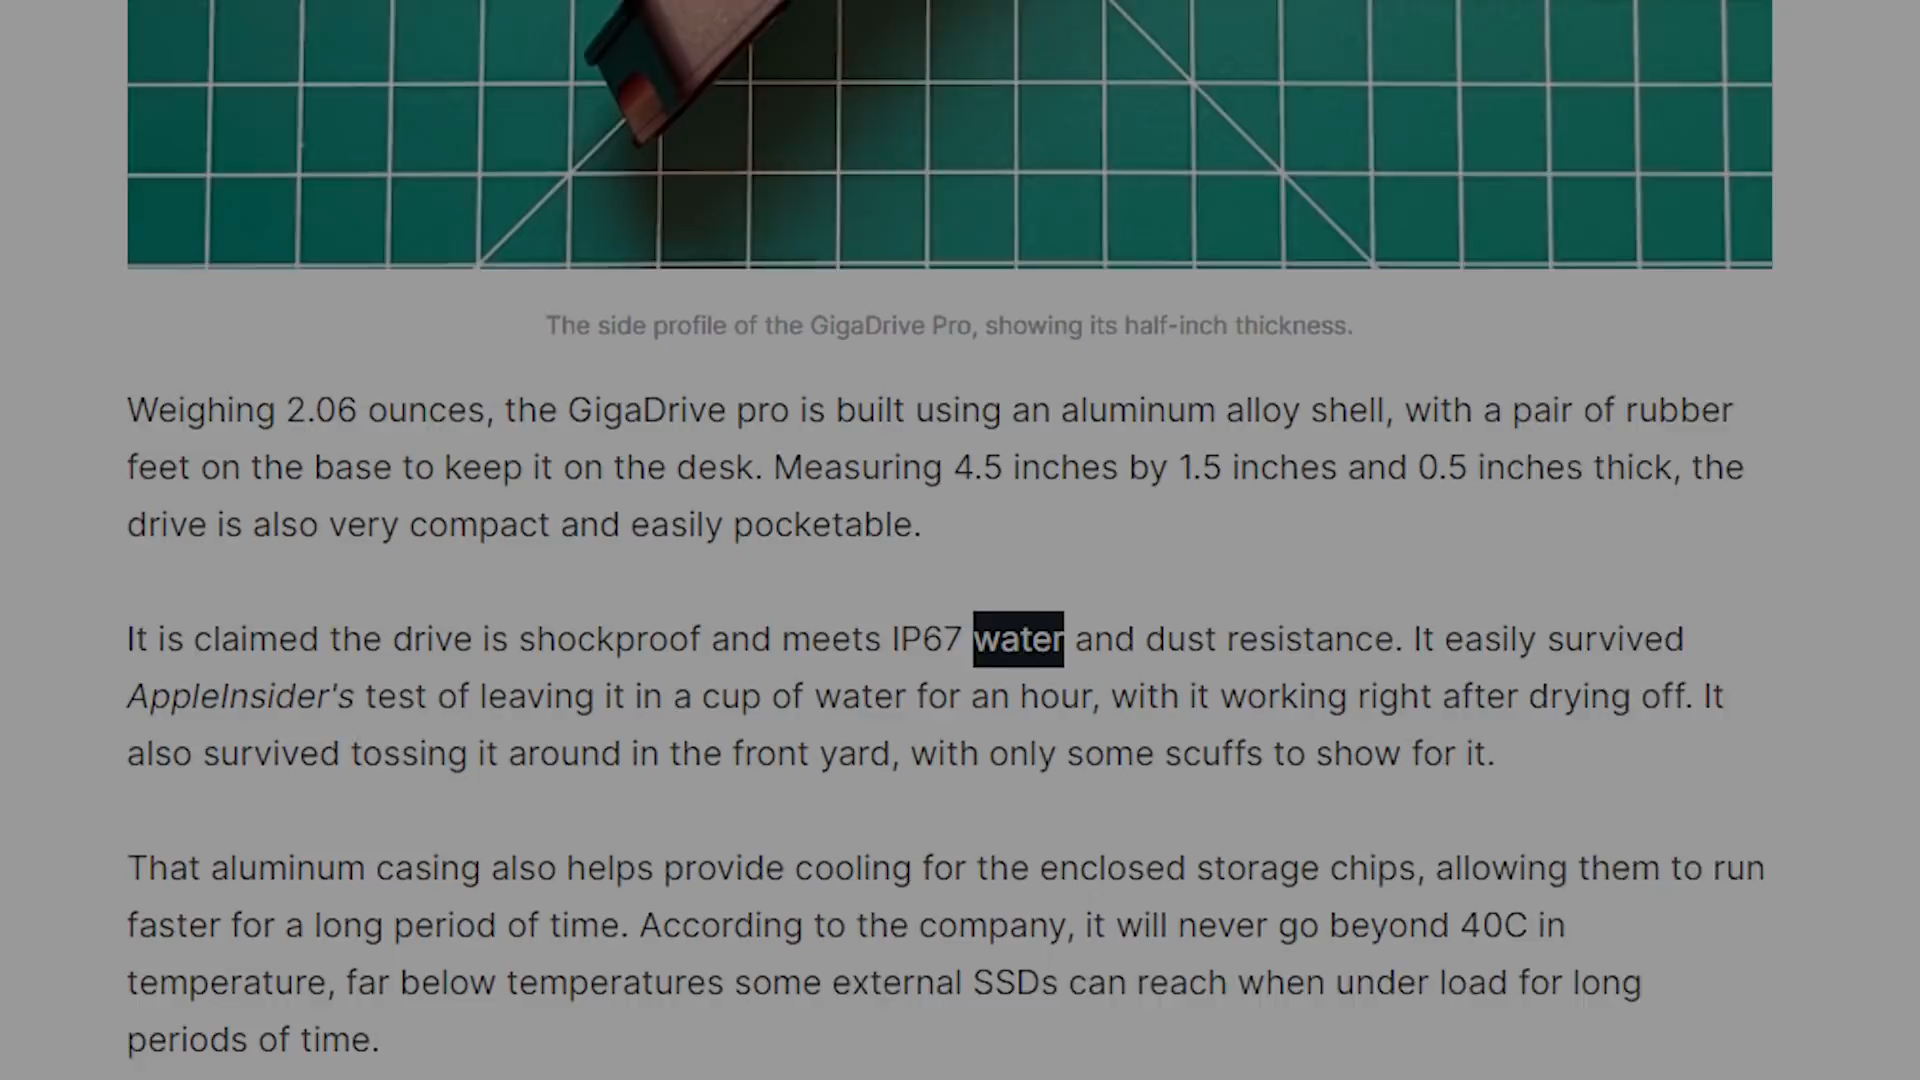 The side profile of the GigaDrive Pro, showing its half-inch thickness.
Weighing 2.06 ounces, the GigaDrive pro is built using an aluminum alloy shell, with a pair of rubber
feet on the base to keep it on the desk. Measuring 4.5 inches by 1.5 inches and 0.5 inches thick, the
drive is also very compact and easily pocketable.
It is claimed the drive is shockproof and meets IP67 water and dust resistance. It easily survived
AppleInsider's test of leaving it in a cup of water for an hour, with it working right after drying off. It
also survived tossing it around in the front yard, with only some scuffs to show for it.
That aluminum casing also helps provide cooling for the enclosed storage chips, allowing them to run
faster for a long period of time. According to the company, it will never go beyond 40C in
temperature, far below temperatures some external SSDs can reach when under load for long
periods of time.